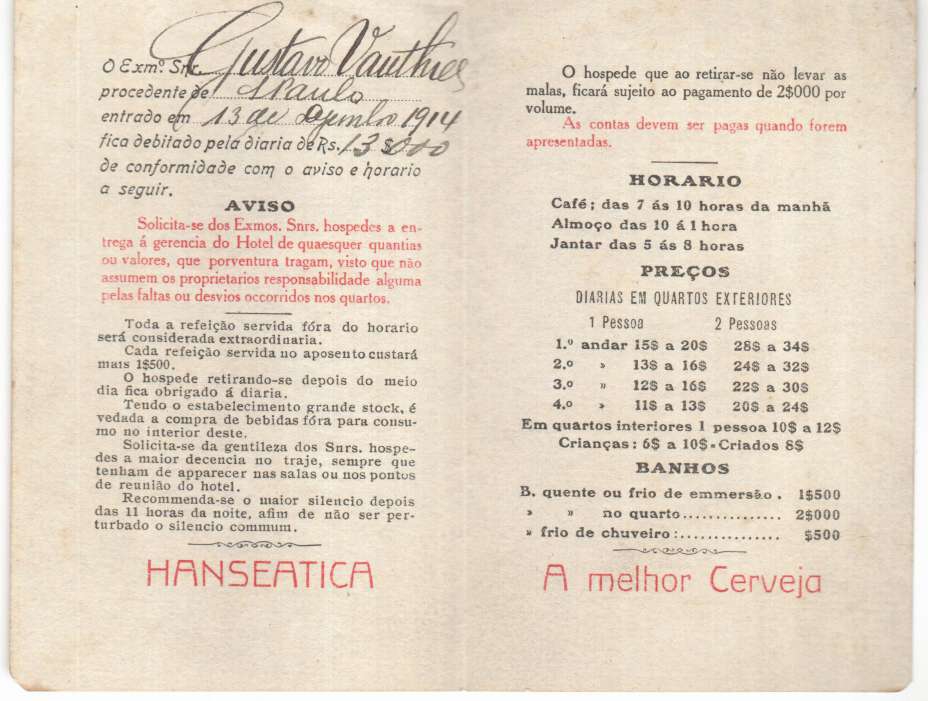 O Exmº. Snr. Gustavo Vauthier
procedente de S. Paulo
entrado em 13 de Dezembro 1914
fica debitado pela diaria de Rs. 13$000
de conformidade com o aviso e horario
a seguir.
AVISO
Solicita-se dos Exmos. Snrs. hospedes a en-
trega á gerencia do Hotel de quaesquer quantias
ou valores, que porventura tragam, visto que não
assumem os proprietarios responsabilidade alguma
pelas faltas ou desvios occorridos nos quartos.
Toda a refeição servida fóra do horario
será considerada extraordinaria.
Cada refeição servida no aposento custará
mais 1$500.
O hospede retirando-se depois do meio
dia fica obrigado á diaria.
Tendo o estabelecimento grande stock, é
vedada a compra de bebidas fóra para consu-
mo no interior deste.
Solicita-se da gentileza dos Snrs. hospe-
des a maior decencia no traje, sempre que
tenham de apparecer nas salas ou nos pontos
de reunião do hotel.
Recommenda-se o maior silencio depois
das 11 horas da noite, afim de não ser per-
turbado o silencio commum.
HANSEATICA
O hospede que ao retirar-se não levar as
malas, ficará sujeito ao pagamento de 2$000 por
volume.
As contas devem ser pagas quando forem
apresentadas.
HORARIO
Café; das 7 ás 10 horas da manhã
Almoço das 10 á 1 hora
Jantar das 5 ás 8 horas
PREÇOS
DIARIAS EM QUARTOS EXTERIORES
1 Pessoa 2 Pessoas
1.º andar 15$ a 20$ 28$ a 34$
2.º » 13$ a 16$ 24$ a 32$
3.º » 12$ a 16$ 22$ a 30$
4.º » 11$ a 13$ 20$ a 24$
Em quartos interiores 1 pessoa 10$ a 12$
Crianças: 6$ a 10$-Criados 8$
BANHOS
B. quente ou frio de emmersão. 1$500
» » no quarto............... 2$000
» frio de chuveiro:.............. $500
A melhor Cerveja